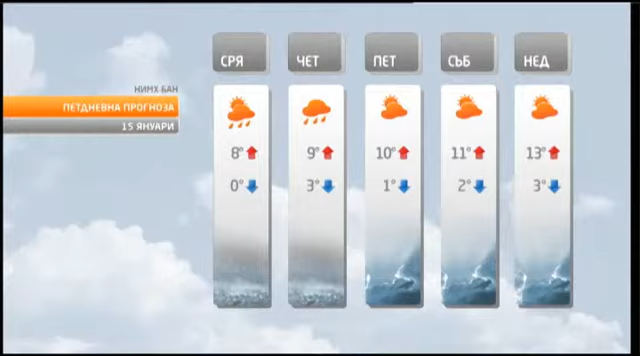 СРЯ ЧЕТ ПЕТ СЪБ НЕД
НИМХ-БАН
ПЕТДНЕВНА ПРОГНОЗА
15 ЯНУАРИ
8° 9° 10° 11° 13°
0° 3° 1° 2° 3°